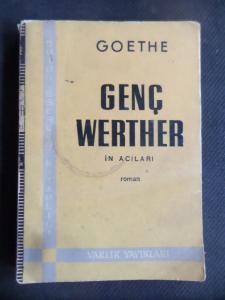 GOETHE
GENÇ
WERTHER
İN ACILARI
roman
VARLIK YAYINLARI